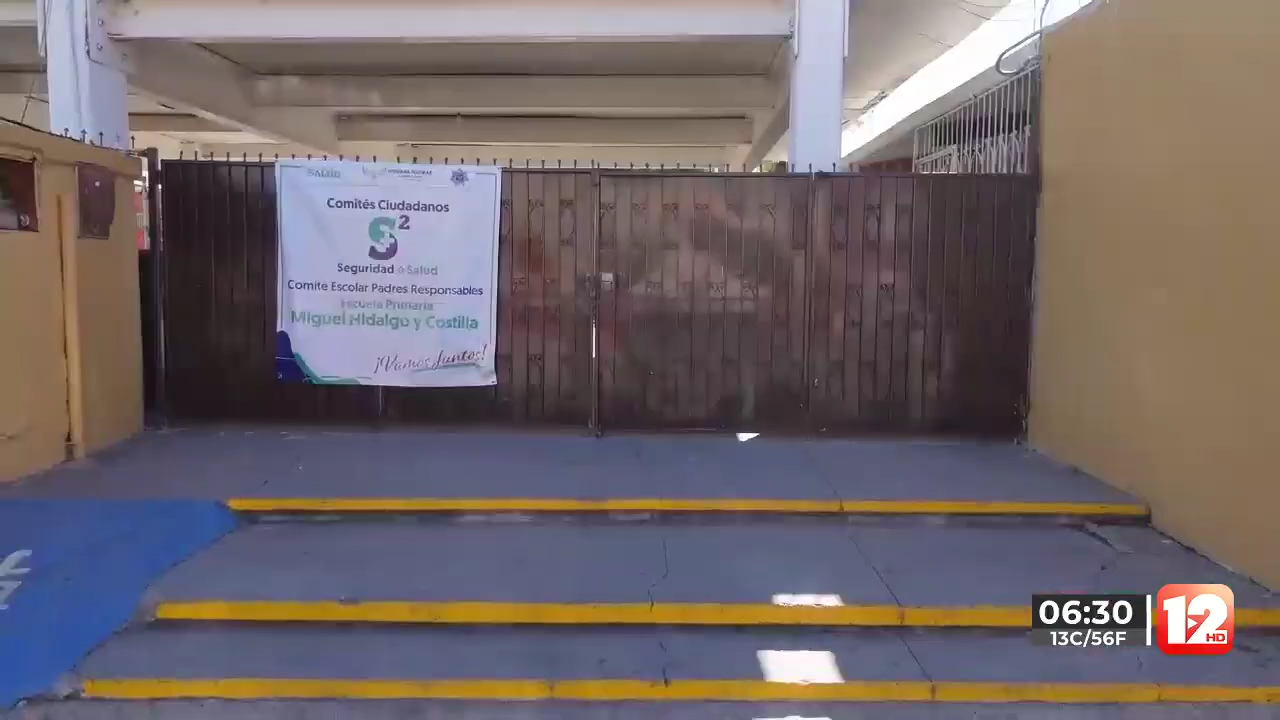 SALUD
Comités Ciudadanos
S²
Seguridad e Salud
Comite Escolar Padres Responsables
Escuela Primaria
Miguel Hidalgo y Costilla
¡Vamos Juntos!
06:30
13C/56F
12
HD